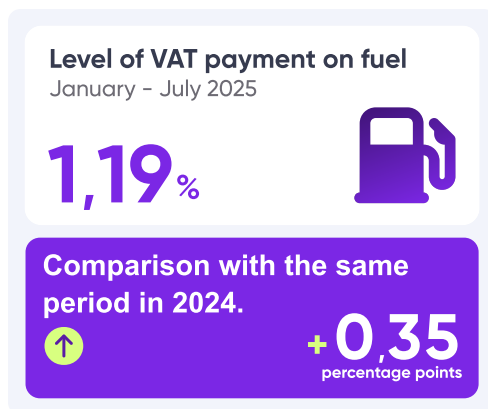 Level of VAT payment on fuel
January - July 2025
1,19 %
Comparison with the same
period in 2024.
+ 0,35
percentage points